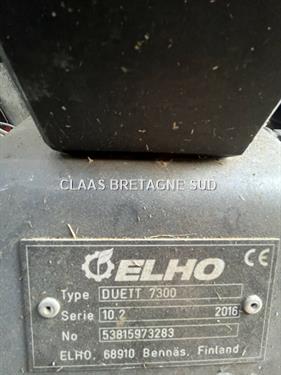 CLAAS BRETAGNE SUD
ELHO CE
Type DUETT 7300
Serie 10.2 2016
No 53815973283
ELHO, 68910 Bennäs, Finland